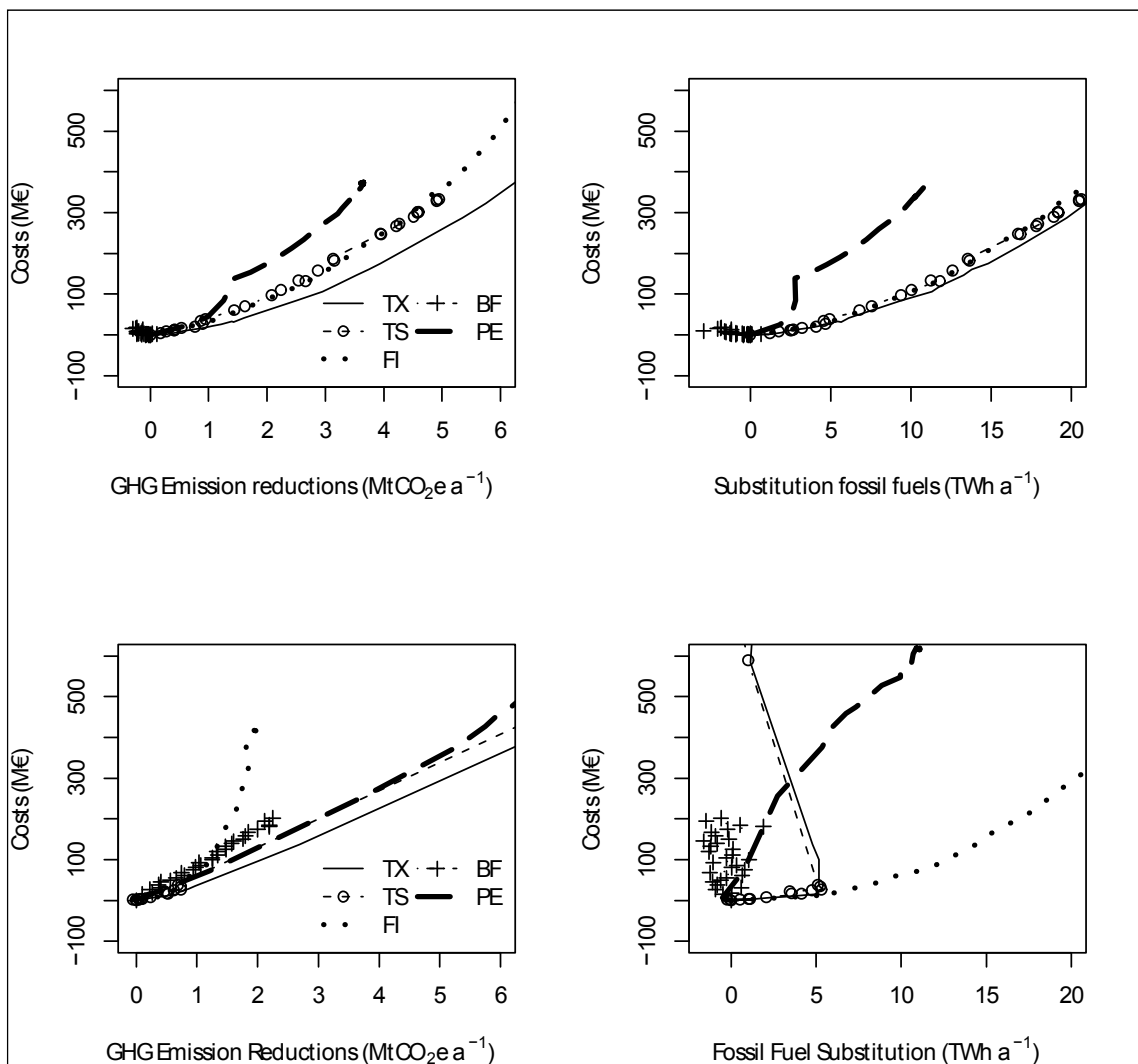 −100 100 300 500
Costs (M€)
TX
BF
TS
PE
FI
0 1 2 3 4 5 6
GHG Emission reductions (MtCO₂e a⁻¹)
−100 100 300 500
Costs (M€)
0 5 10 15 20
Substitution fossil fuels (TWh a⁻¹)
−100 100 300 500
Costs (M€)
TX
BF
TS
PE
FI
0 1 2 3 4 5 6
GHG Emission Reductions (MtCO₂e a⁻¹)
−100 100 300 500
Costs (M€)
0 5 10 15 20
Fossil Fuel Substitution (TWh a⁻¹)